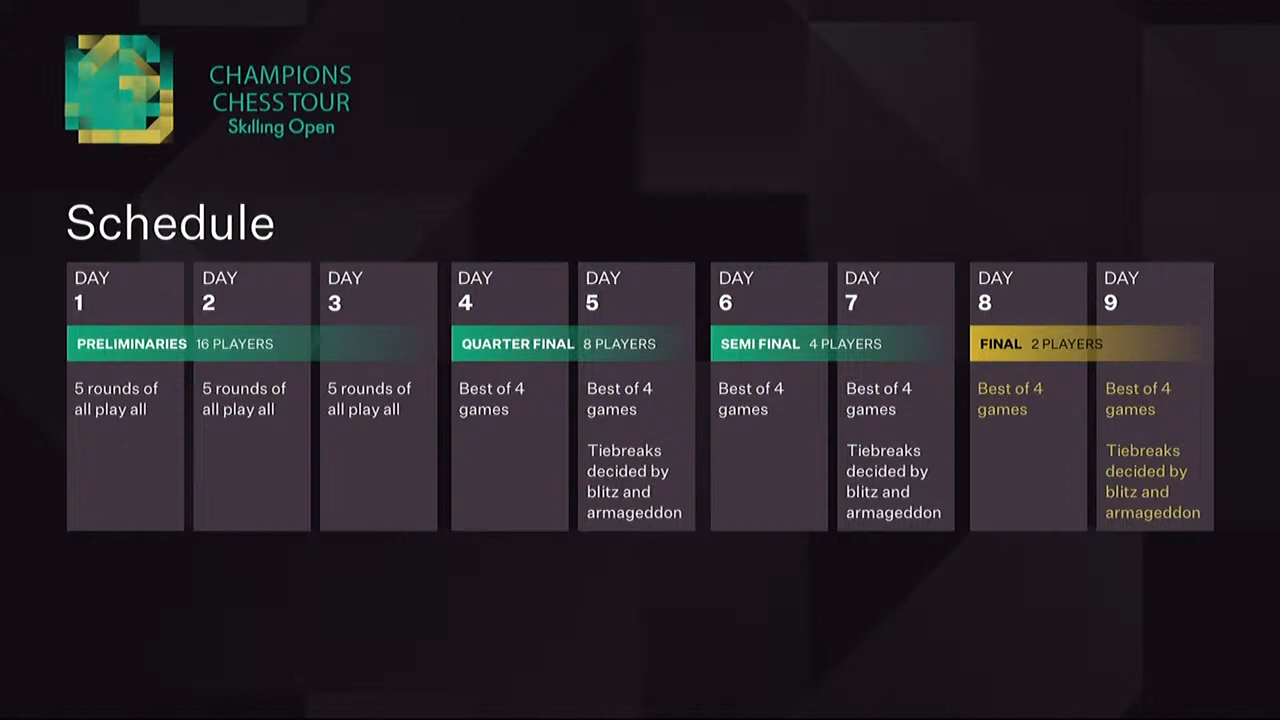 CHAMPIONS
CHESS TOUR
Skilling Open
Schedule
DAY
1
DAY
2
DAY
3
DAY
4
DAY
5
DAY
6
DAY
7
DAY
8
DAY
9
PRELIMINARIES 16 PLAYERS
QUARTER FINAL 8 PLAYERS
SEMI FINAL 4 PLAYERS
FINAL 2 PLAYERS
5 rounds of
all play all
5 rounds of
all play all
5 rounds of
all play all
Best of 4
games
Best of 4
games
Tiebreaks
decided by
blitz and
armageddon
Best of 4
games
Best of 4
games
Tiebreaks
decided by
blitz and
armageddon
Best of 4
games
Best of 4
games
Tiebreaks
decided by
blitz and
armageddon